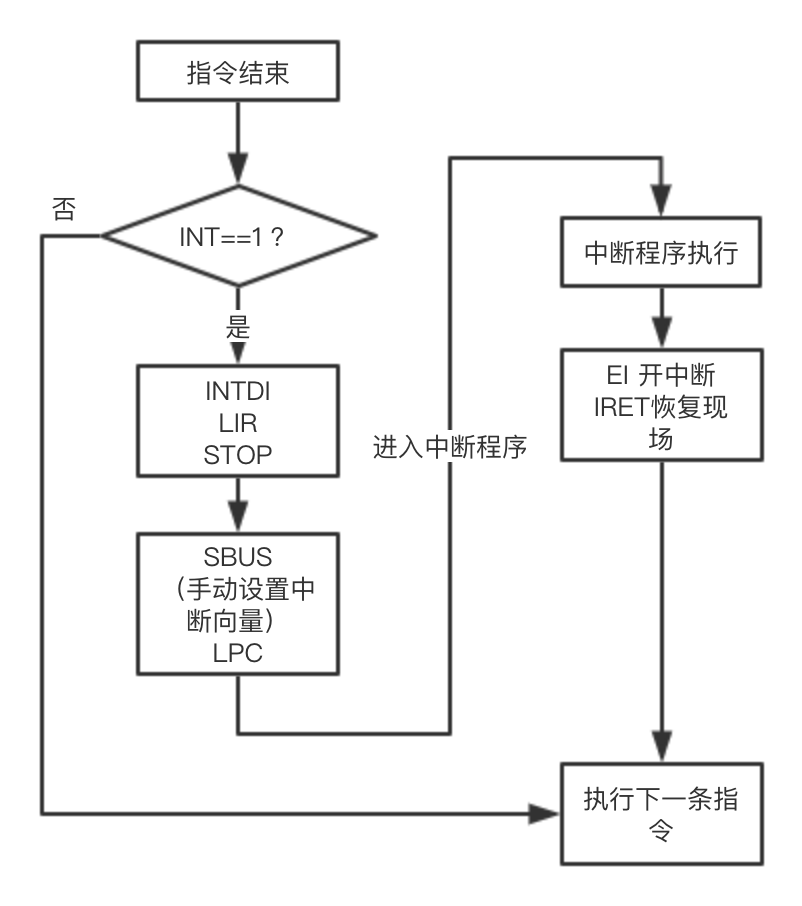 指令结束
否
INT==1？
是
INTDI
LIR
STOP
SBUS
（手动设置中
断向量）
LPC
进入中断程序
中断程序执行
EI 开中断
IRET恢复现
场
执行下一条指
令